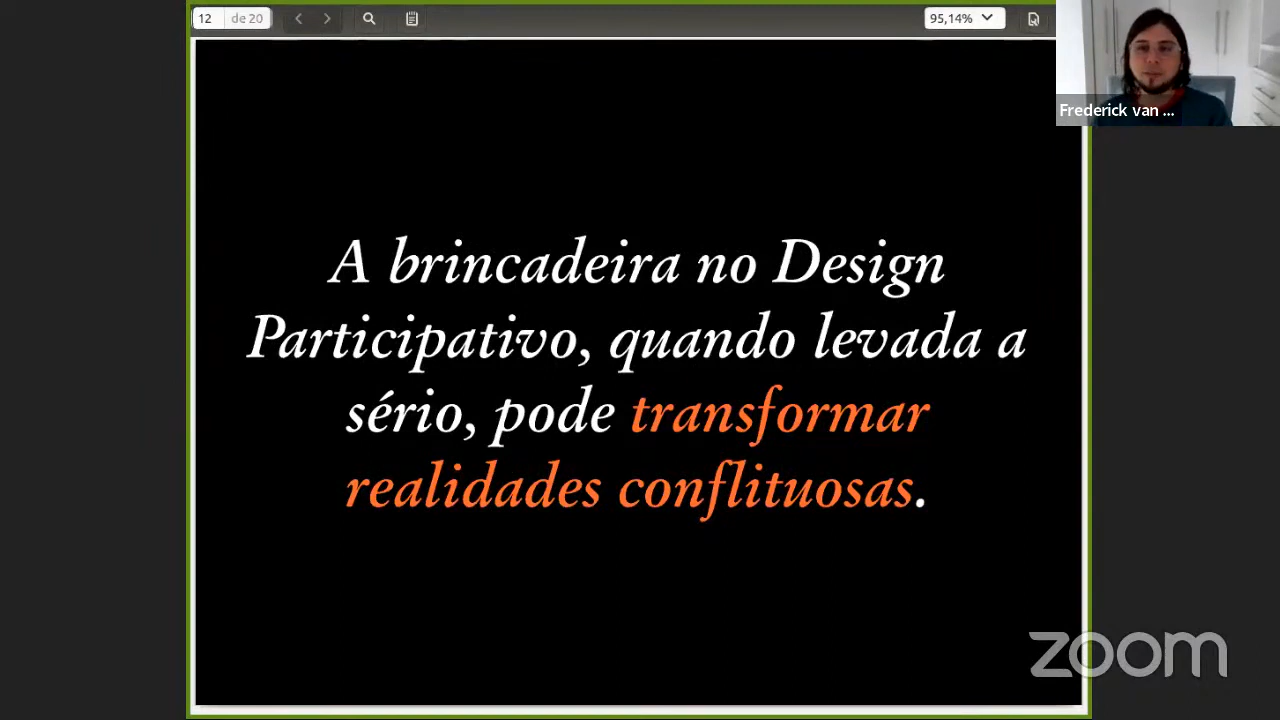 12 de 20
95,14%
Frederick van ...
A brincadeira no Design
Participativo, quando levada a
sério, pode transformar
realidades conflituosas.
zoom